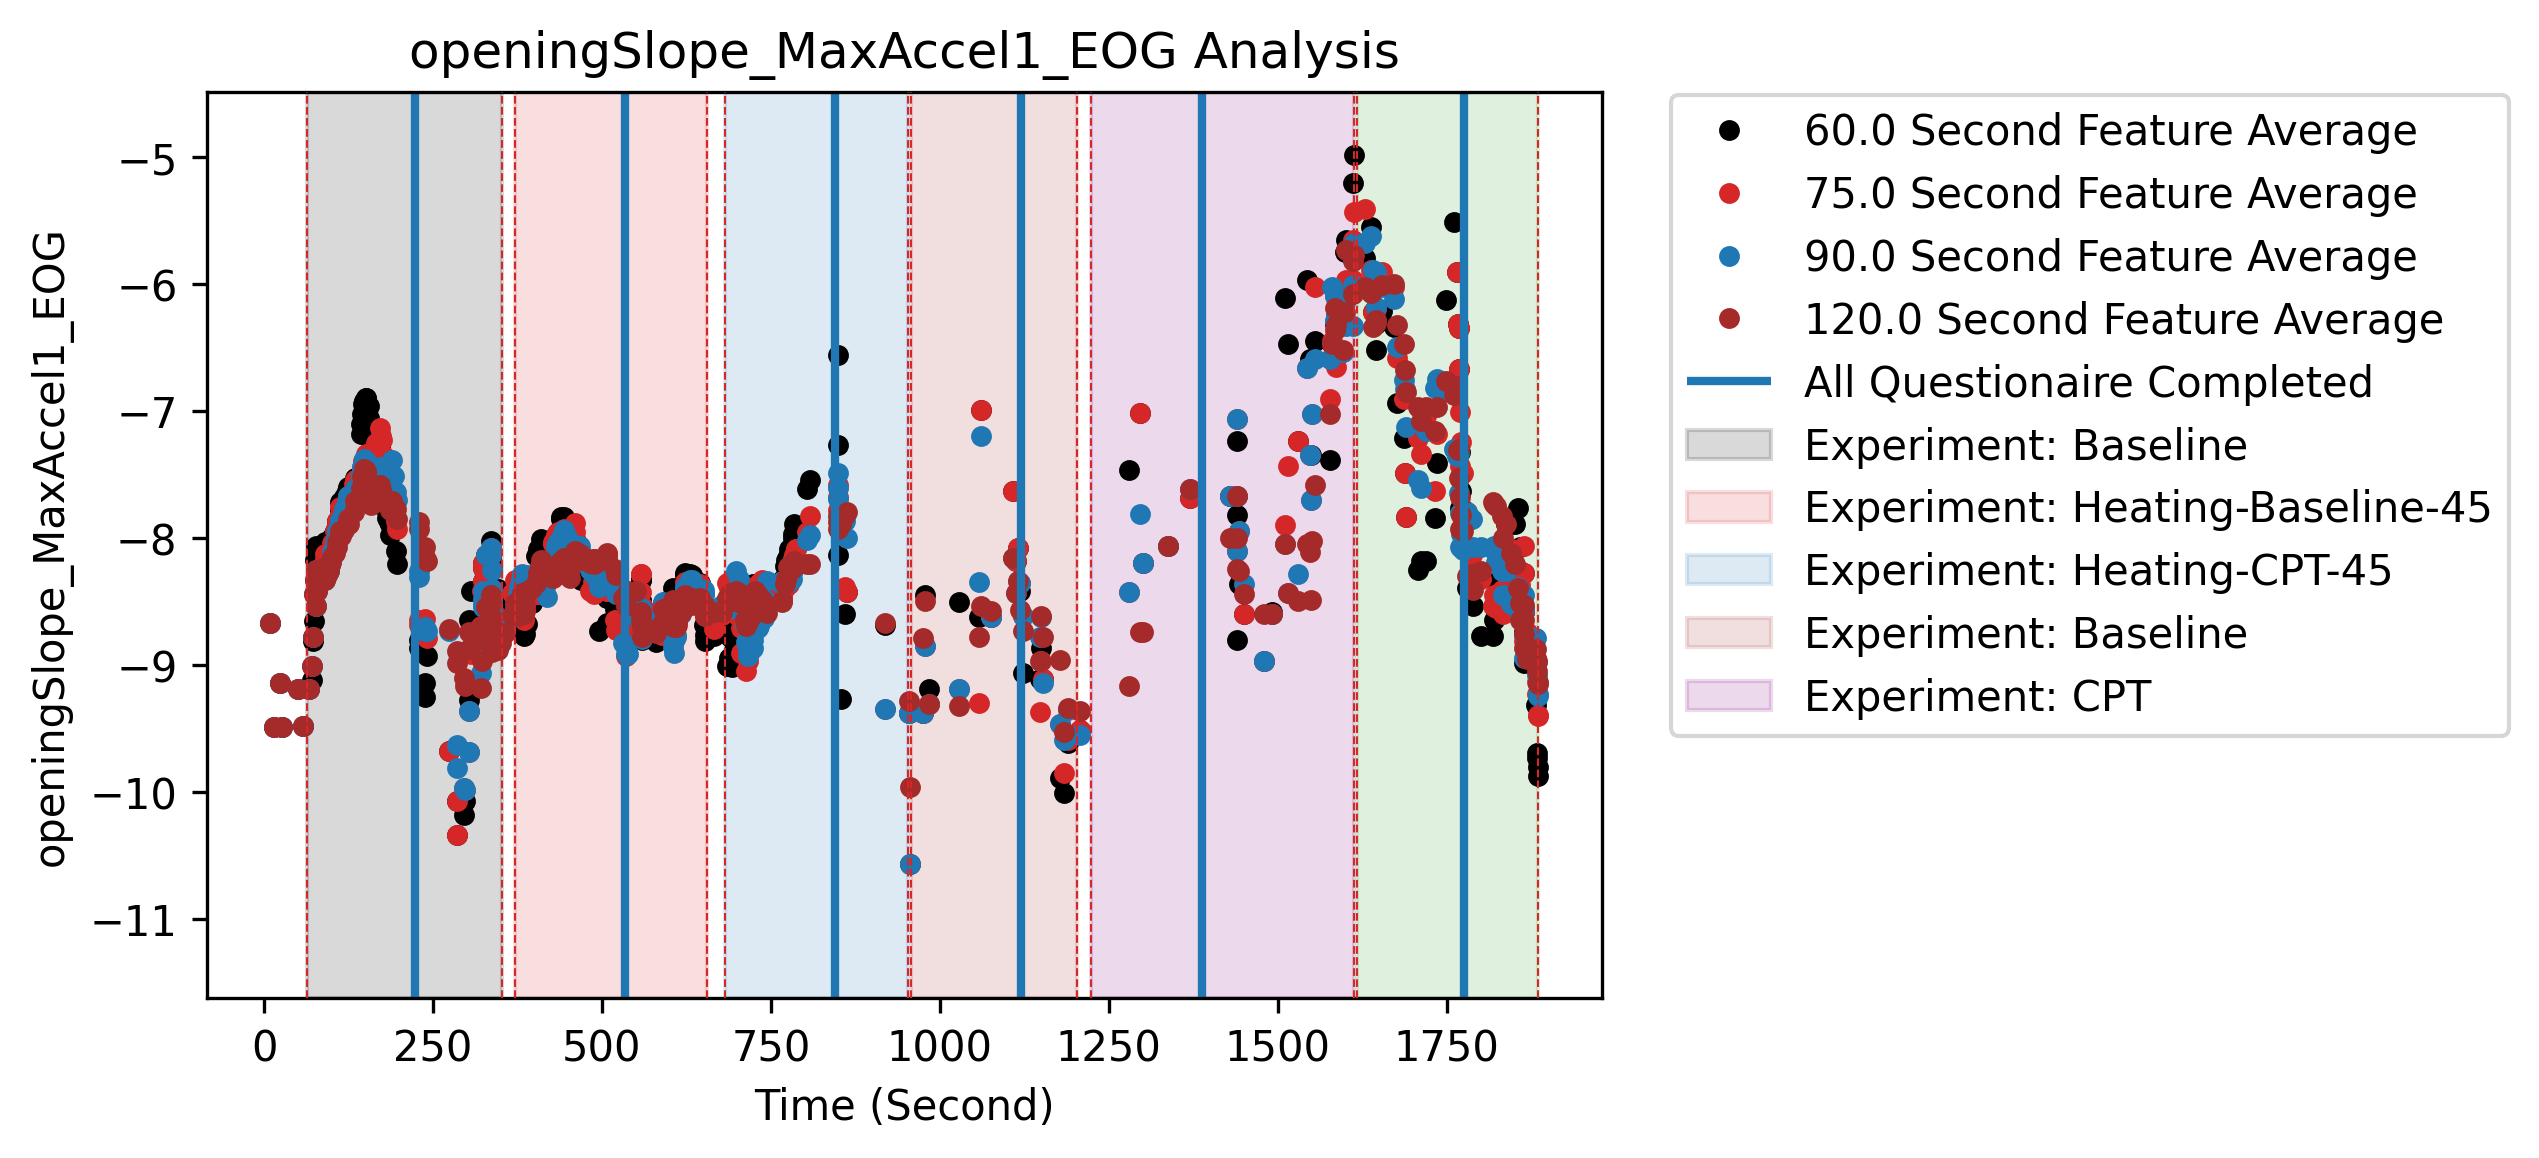 openingSlope_MaxAccel1_EOG Analysis
openingSlope_MaxAccel1_EOG
−5
−6
−7
−8
−9
−10
−11
0
250
500
750
1000
1250
1500
1750
Time (Second)
60.0 Second Feature Average
75.0 Second Feature Average
90.0 Second Feature Average
120.0 Second Feature Average
All Questionaire Completed
Experiment: Baseline
Experiment: Heating-Baseline-45
Experiment: Heating-CPT-45
Experiment: Baseline
Experiment: CPT